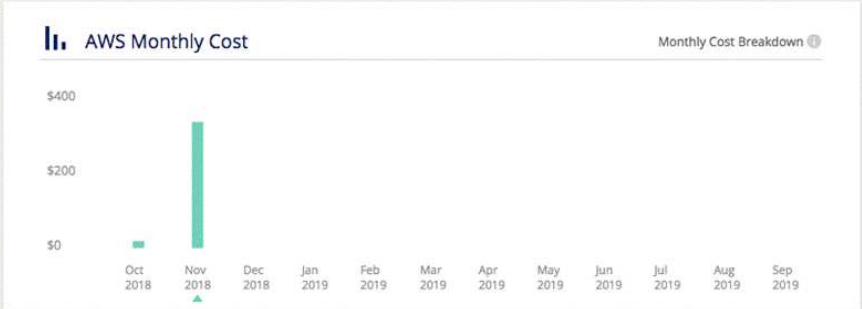 AWS Monthly Cost
Monthly Cost Breakdown
$400
$200
$0
Oct Nov Dec Jan Feb Mar Apr May Jun Jul Aug Sep
2018 2018 2018 2019 2019 2019 2019 2019 2019 2019 2019 2019